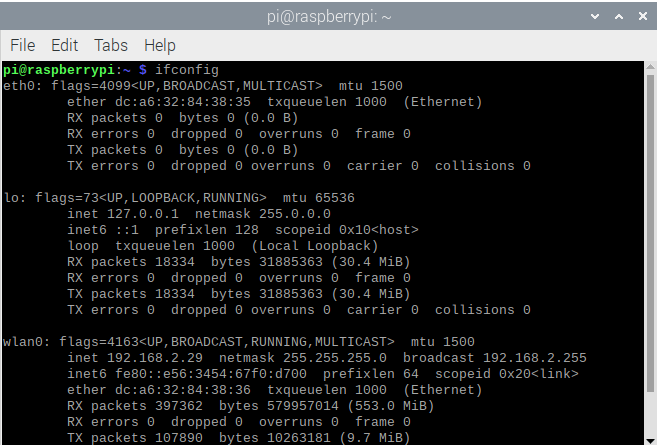 pi@raspberrypi: ~
File Edit Tabs Help
pi@raspberrypi:~ $ ifconfig
eth0: flags=4099<UP,BROADCAST,MULTICAST>  mtu 1500
        ether dc:a6:32:84:38:35  txqueuelen 1000  (Ethernet)
        RX packets 0  bytes 0 (0.0 B)
        RX errors 0  dropped 0  overruns 0  frame 0
        TX packets 0  bytes 0 (0.0 B)
        TX errors 0  dropped 0 overruns 0  carrier 0  collisions 0

lo: flags=73<UP,LOOPBACK,RUNNING>  mtu 65536
        inet 127.0.0.1  netmask 255.0.0.0
        inet6 ::1  prefixlen 128  scopeid 0x10<host>
        loop  txqueuelen 1000  (Local Loopback)
        RX packets 18334  bytes 31885363 (30.4 MiB)
        RX errors 0  dropped 0  overruns 0  frame 0
        TX packets 18334  bytes 31885363 (30.4 MiB)
        TX errors 0  dropped 0 overruns 0  carrier 0  collisions 0

wlan0: flags=4163<UP,BROADCAST,RUNNING,MULTICAST>  mtu 1500
        inet 192.168.2.29  netmask 255.255.255.0  broadcast 192.168.2.255
        inet6 fe80::e56:3454:67f0:d700  prefixlen 64  scopeid 0x20<link>
        ether dc:a6:32:84:38:36  txqueuelen 1000  (Ethernet)
        RX packets 397362  bytes 579957014 (553.0 MiB)
        RX errors 0  dropped 0  overruns 0  frame 0
        TX packets 107890  bytes 10263181 (9.7 MiB)